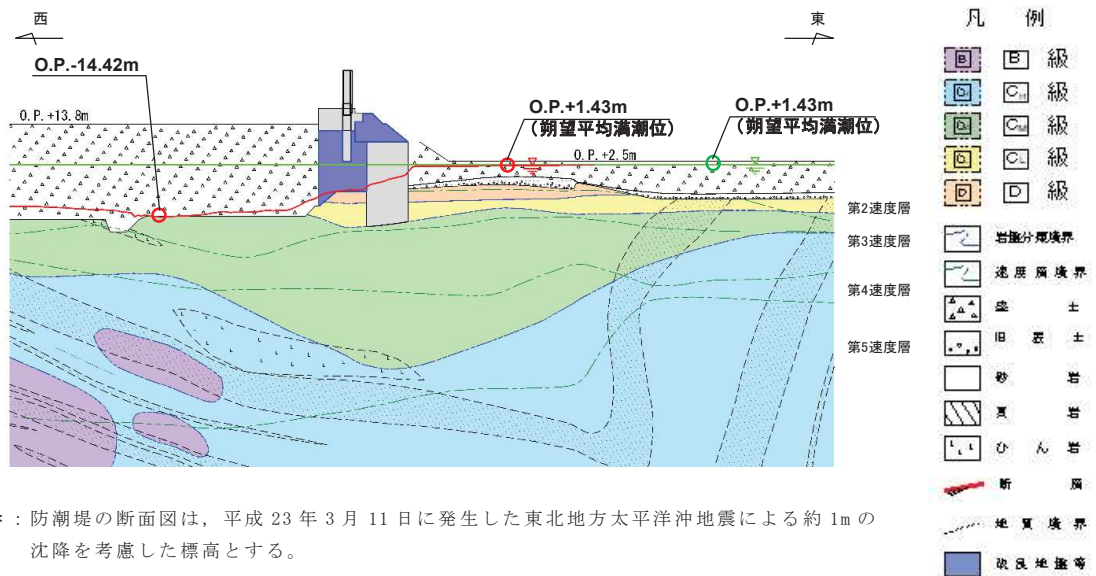 西
東
O.P.-14.42m
O.P.+13.8m
O.P.+1.43m
(朔望平均満潮位)
O.P.+2.5m
O.P.+1.43m
(朔望平均満潮位)
第2速度層
第3速度層
第4速度層
第5速度層
凡 例
B B 級
CH 級
CM 級
CL 級
D D 級
岩盤分類境界
速度層境界
盛 土
旧 表 土
砂 岩
頁 岩
ひ ん 岩
断 層
地 質 境 界
改 良 地 盤 等
:防潮堤の断面図は,平成 23 年 3 月 11 日に発生した東北地方太平洋沖地震による約 1m の
沈降を考慮した標高とする。